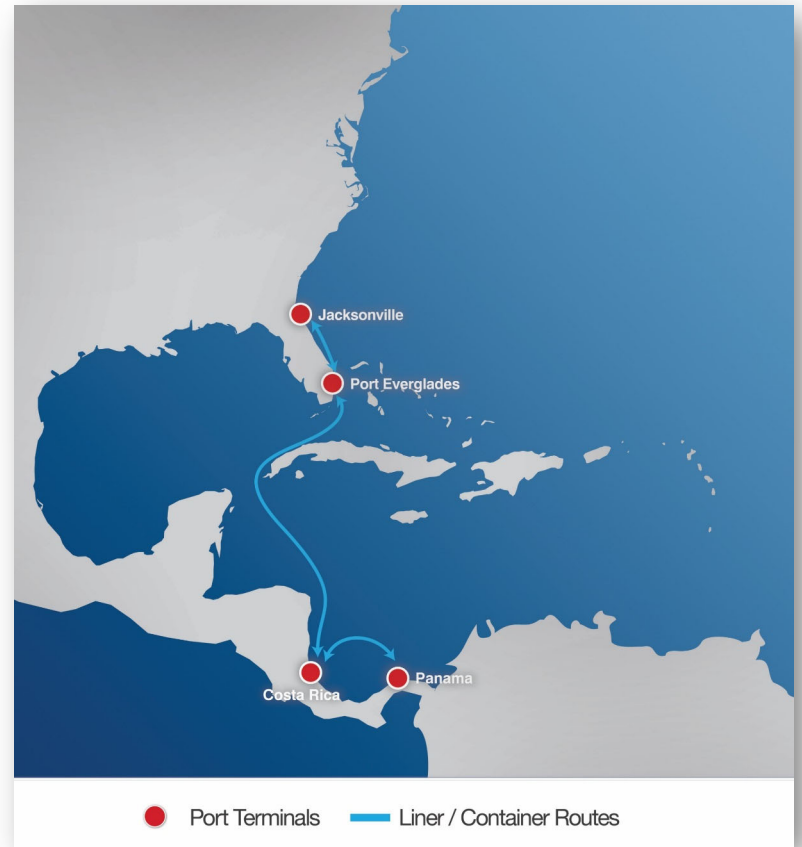 Jacksonville
Port Everglades
Costa Rica
Panama
Port Terminals
Liner / Container Routes